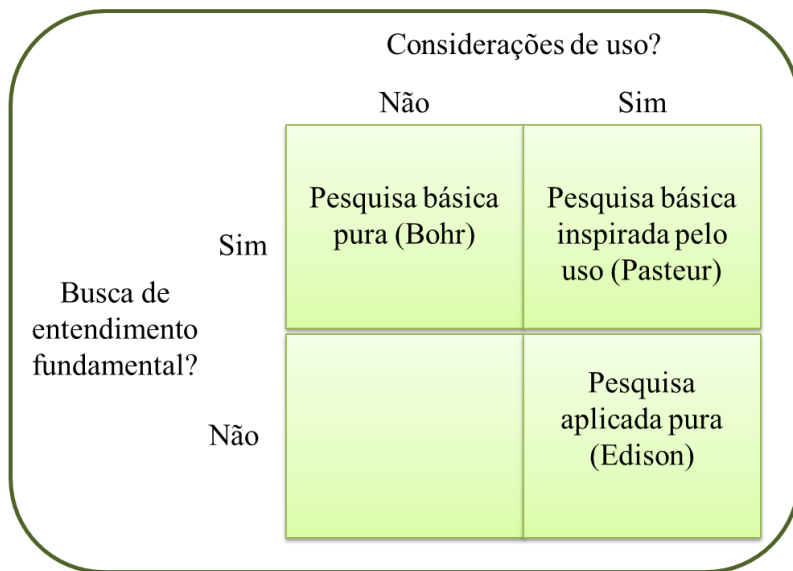 Considerações de uso?
Não
Sim
Pesquisa básica
pura (Bohr)
Pesquisa básica
inspirada pelo
uso (Pasteur)
Sim
Busca de
entendimento
fundamental?
Não
Pesquisa
aplicada pura
(Edison)